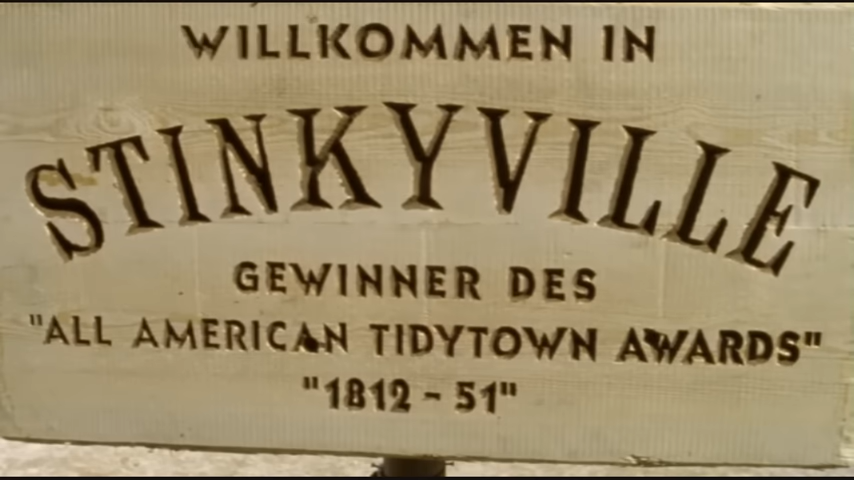 WILLKOMMEN IN
STINKYVILLE
GEWINNER DES
"ALL AMERICAN TIDYTOWN AWARDS"
"1812 - 51"